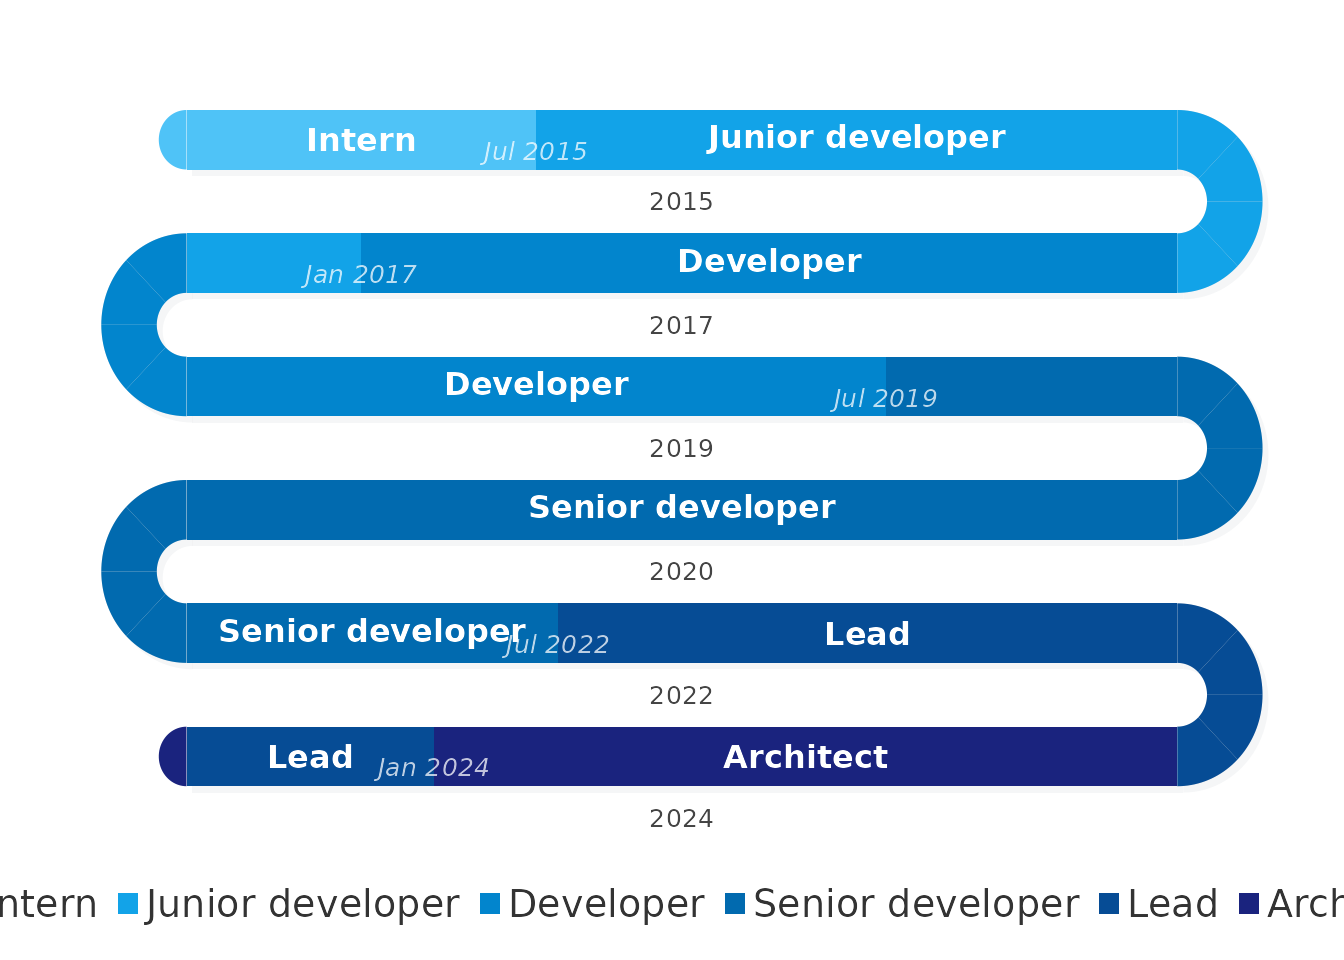 Intern Junior developer
Jul 2015
2015
Developer
Jan 2017
2017
Developer
Jul 2019
2019
Senior developer
2020
Senior developer Lead
Jul 2022
2022
Lead Architect
Jan 2024
2024
ntern Junior developer Developer Senior developer Lead Arch